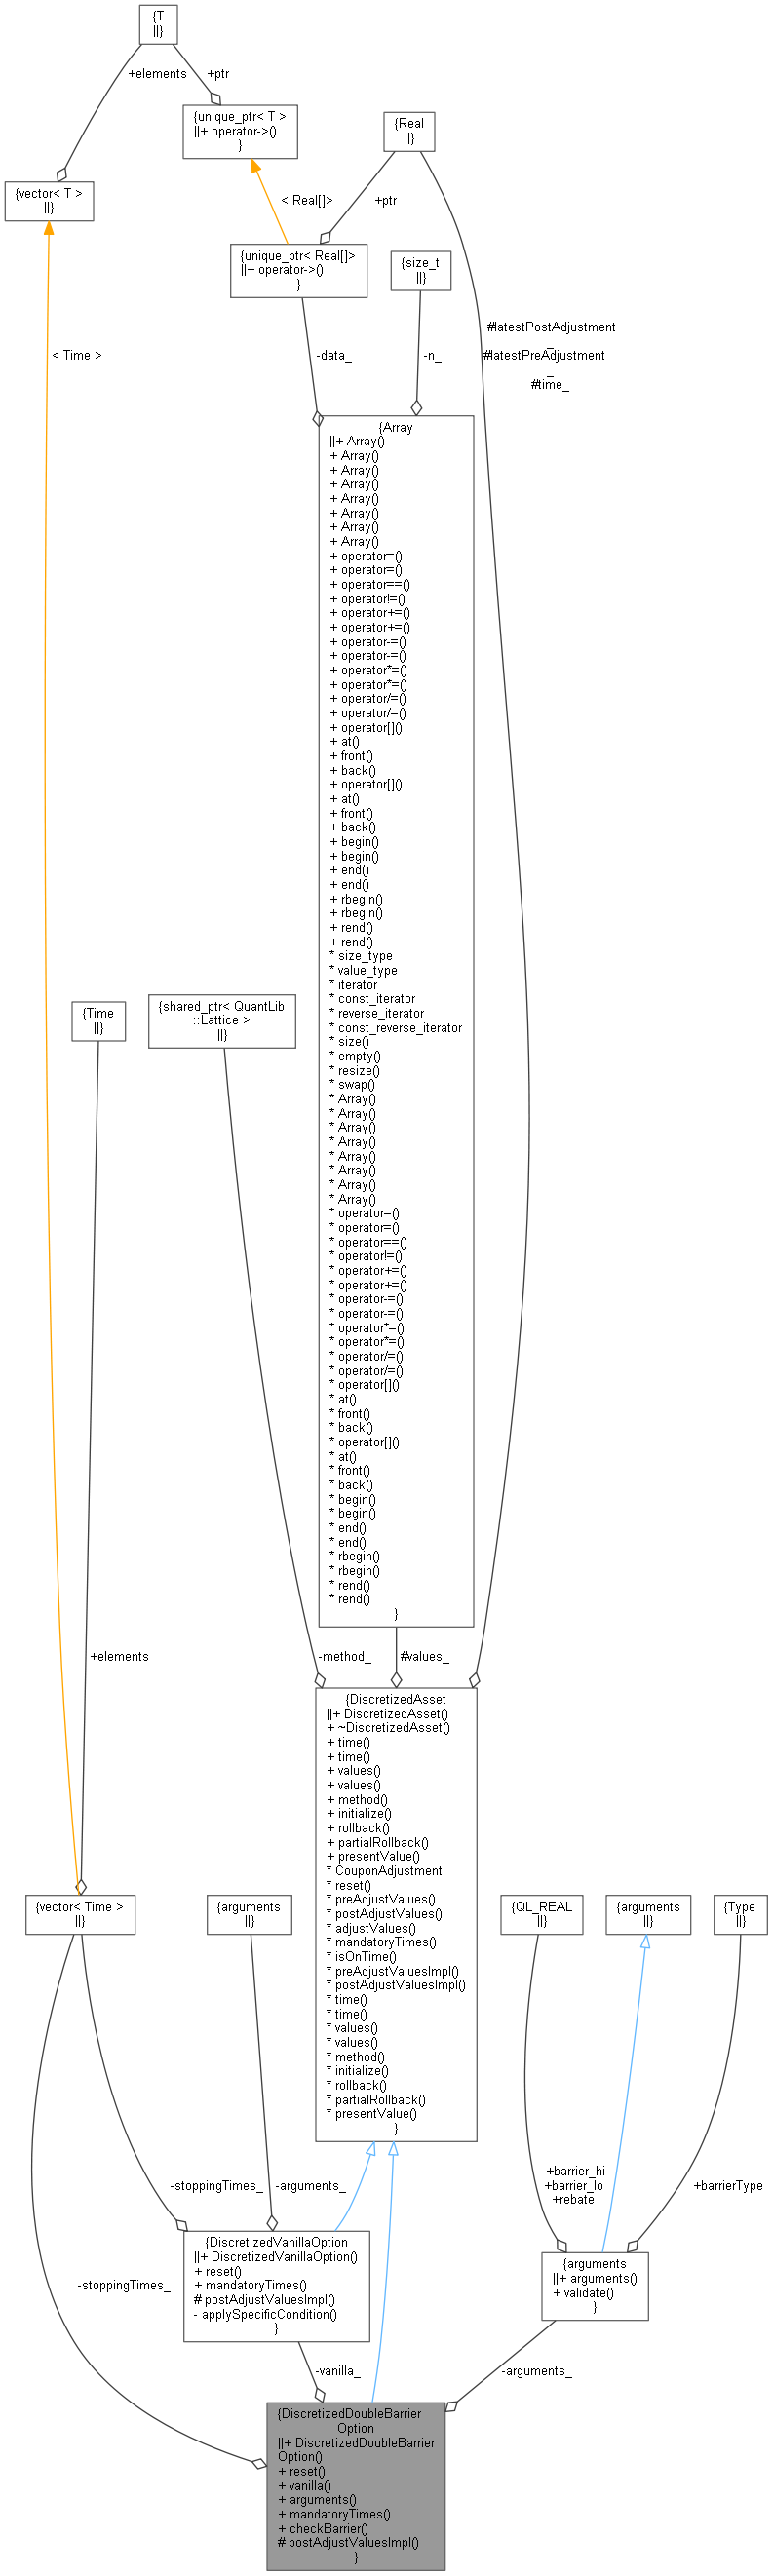 {T
||}
+elements
+ptr
{unique_ptr< T >
||+ operator->()
}
{Real
||}
{vector< T >
||}
< Real[]>
+ptr
{unique_ptr< Real[]>
||+ operator->()
}
{size_t
||}
#latestPostAdjustment
_
#latestPreAdjustment
_
#time_
< Time >
-data_
-n_
{Array
||+ Array()
+ Array()
+ Array()
+ Array()
+ Array()
+ Array()
+ Array()
+ Array()
+ operator=()
+ operator=()
+ operator==()
+ operator!=()
+ operator+=()
+ operator+=()
+ operator-=()
+ operator-=()
+ operator*=()
+ operator*=()
+ operator/=()
+ operator/=()
+ operator[]()
+ at()
+ front()
+ back()
+ operator[]()
+ at()
+ front()
+ back()
+ begin()
+ begin()
+ end()
+ end()
+ rbegin()
+ rbegin()
+ rend()
+ rend()
* size_type
* value_type
* iterator
* const_iterator
* reverse_iterator
* const_reverse_iterator
* size()
* empty()
* resize()
* swap()
* Array()
* Array()
* Array()
* Array()
* Array()
* Array()
* Array()
* Array()
* operator=()
* operator=()
* operator==()
* operator!=()
* operator+=()
* operator+=()
* operator-=()
* operator-=()
* operator*=()
* operator*=()
* operator/=()
* operator/=()
* operator[]()
* at()
* front()
* back()
* operator[]()
* at()
* front()
* back()
* begin()
* begin()
* end()
* end()
* rbegin()
* rbegin()
* rend()
* rend()
}
{Time
||}
{shared_ptr< QuantLib
::Lattice >
||}
+elements
-method_
#values_
{DiscretizedAsset
||+ DiscretizedAsset()
+ ~DiscretizedAsset()
+ time()
+ time()
+ values()
+ values()
+ method()
+ initialize()
+ rollback()
+ partialRollback()
+ presentValue()
* CouponAdjustment
* reset()
* preAdjustValues()
* postAdjustValues()
* adjustValues()
* mandatoryTimes()
* isOnTime()
* preAdjustValuesImpl()
* postAdjustValuesImpl()
* time()
* time()
* values()
* values()
* method()
* initialize()
* rollback()
* partialRollback()
* presentValue()
}
{vector< Time >
||}
{arguments
||}
{QL_REAL
||}
{arguments
||}
{Type
||}
-stoppingTimes_
-arguments_
+barrier_hi
+barrier_lo
+rebate
+barrierType
{DiscretizedVanillaOption
||+ DiscretizedVanillaOption()
+ reset()
+ mandatoryTimes()
# postAdjustValuesImpl()
- applySpecificCondition()
}
{arguments
||+ arguments()
+ validate()
}
-stoppingTimes_
-vanilla_
-arguments_
{DiscretizedDoubleBarrier
Option
||+ DiscretizedDoubleBarrier
Option()
+ reset()
+ vanilla()
+ arguments()
+ mandatoryTimes()
+ checkBarrier()
# postAdjustValuesImpl()
}